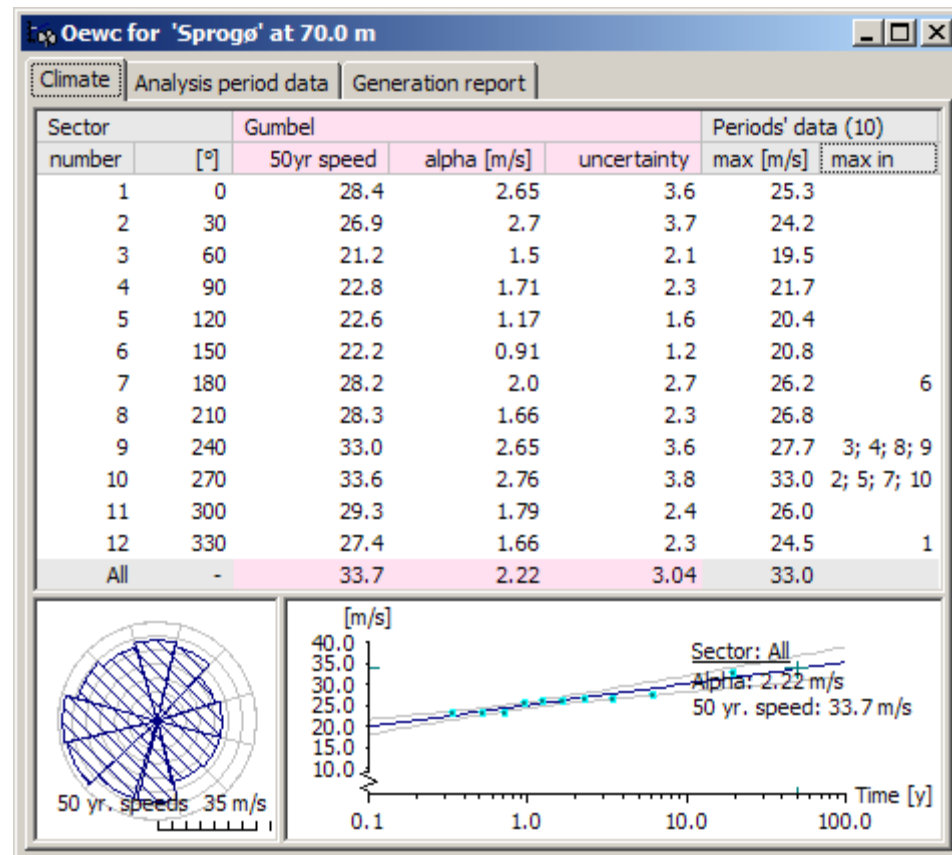 Oewc for 'Sprogø' at 70.0 m
Climate Analysis period data Generation report
Sector Gumbel Periods' data (10)
number [º] 50yr speed alpha [m/s] uncertainty max [m/s] max in
1 0 28.4 2.65 3.6 25.3
2 30 26.9 2.7 3.7 24.2
3 60 21.2 1.5 2.1 19.5
4 90 22.8 1.71 2.3 21.7
5 120 22.6 1.17 1.6 20.4
6 150 22.2 0.91 1.2 20.8
7 180 28.2 2.0 2.7 26.2 6
8 210 28.3 1.66 2.3 26.8
9 240 33.0 2.65 3.6 27.7 3; 4; 8; 9
10 270 33.6 2.76 3.8 33.0 2; 5; 7; 10
11 300 29.3 1.79 2.4 26.0
12 330 27.4 1.66 2.3 24.5 1
All - 33.7 2.22 3.04 33.0
50 yr. speeds 35 m/s
[m/s]
40.0
35.0
30.0
25.0
20.0
15.0
10.0
Sector: All
Alpha: 2.22 m/s
50 yr. speed: 33.7 m/s
Time [y]
0.1 1.0 10.0 100.0